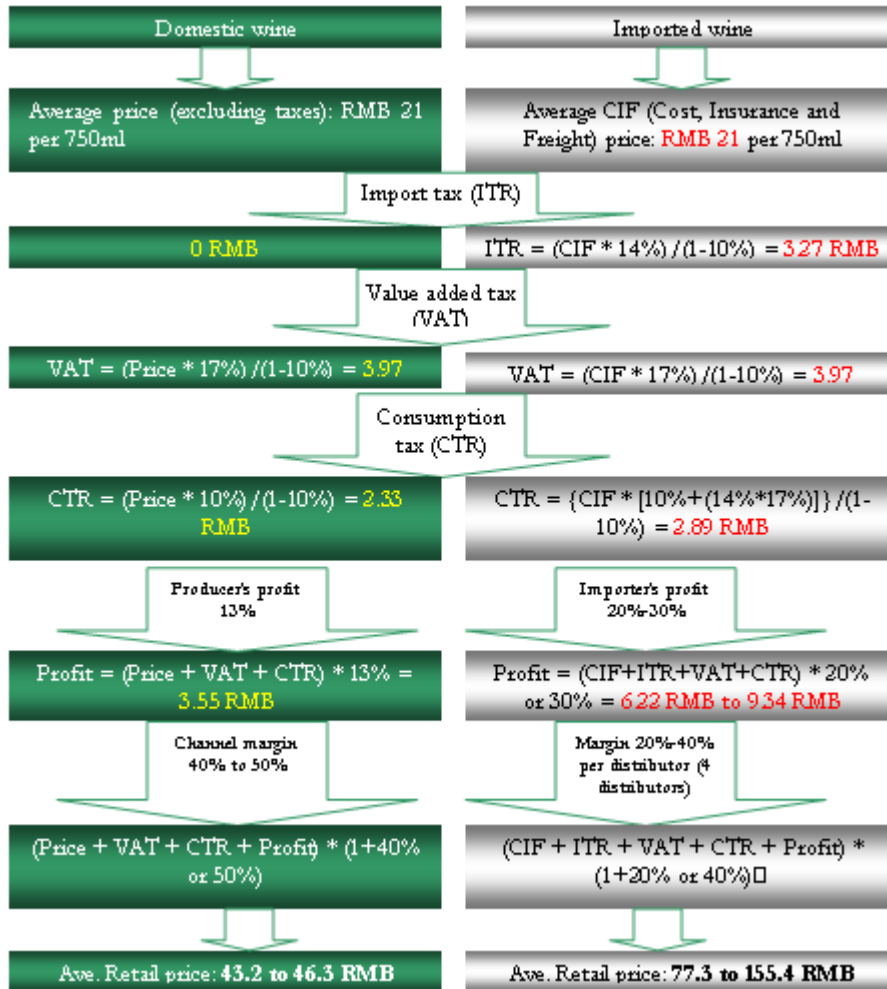 Domestic wine
Imported wine
Average price (excluding taxes): RMB 21
per 750ml
Average CIF (Cost, Insurance and
Freight) price: RMB 21 per 750ml
Import tax (ITR)
0 RMB
ITR = (CIF * 14%) /(1-10%) = 3.27 RMB
Value added tax
(VAT)
VAT = (Price * 17%) /(1-10%) = 3.97
VAT = (CIF * 17%) /(1-10%) = 3.97
Consumption
tax (CTR)
CTR = (Price * 10%) /(1-10%) = 2.33
RMB
CTR = {CIF * [10%+(14%*17%)]} /(1-
10%) = 2.89 RMB
Producer's profit
13%
Importer's profit
20%-30%
Profit = (Price + VAT + CTR) * 13% =
3.55 RMB
Profit = (CIF+ITR+VAT+CTR) * 20%
or 30% = 6.22 RMB to 9.34 RMB
Channel margin
40% to 50%
Margin 20%-40%
per distributor (4
distributors)
(Price + VAT + CTR + Profit) * (1+40%
or 50%)
(CIF + ITR + VAT + CTR + Profit) *
(1+20% or 40%)□
Ave. Retail price: 43.2 to 46.3 RMB
Ave. Retail price: 77.3 to 155.4 RMB